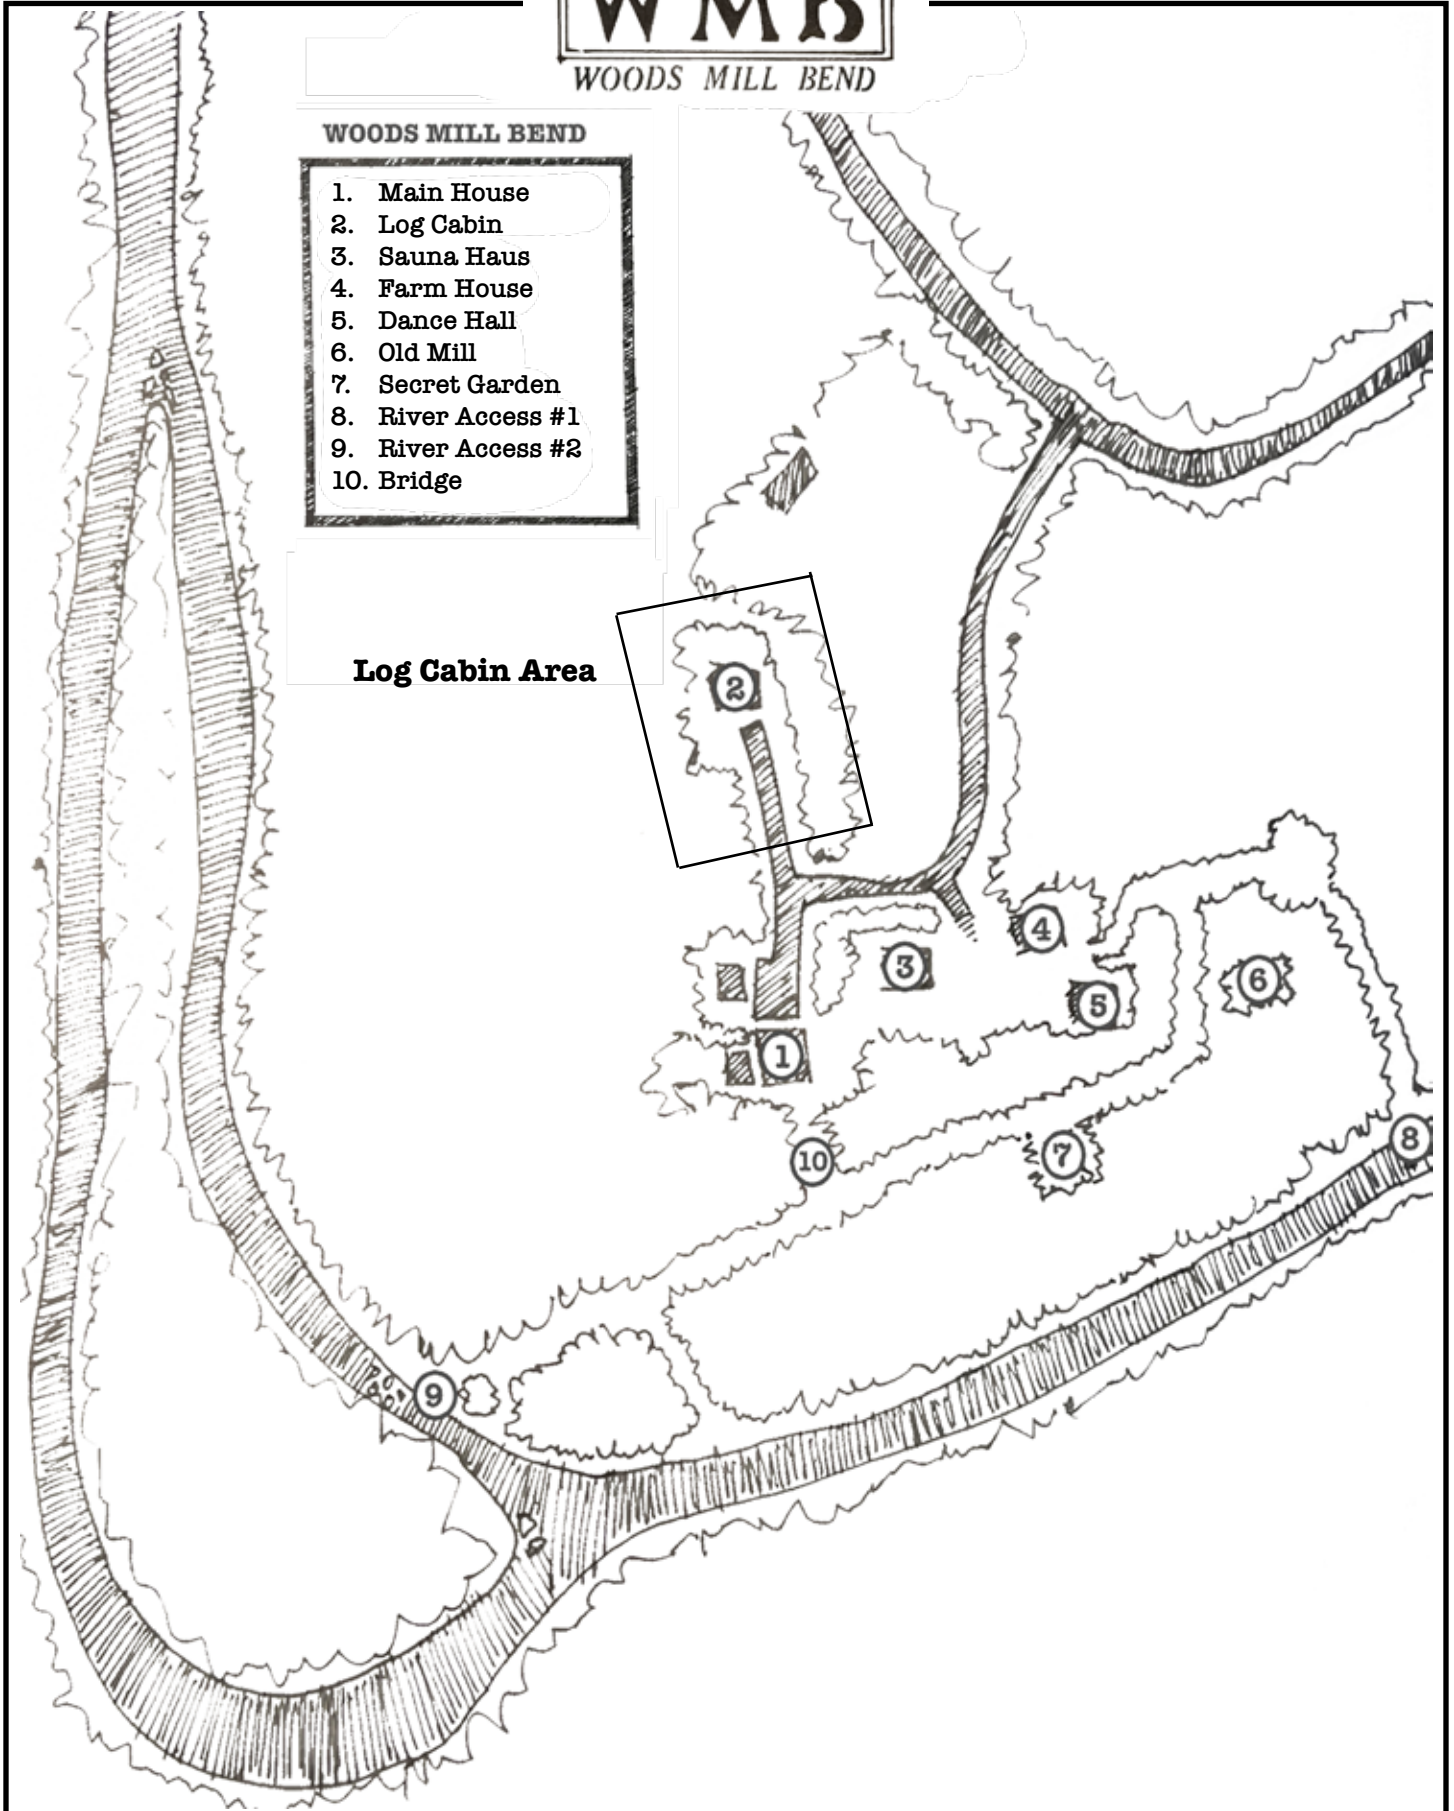 WMB
WOODS MILL BEND
WOODS MILL BEND
1. Main House
2. Log Cabin
3. Sauna Haus
4. Farm House
5. Dance Hall
6. Old Mill
7. Secret Garden
8. River Access #1
9. River Access #2
10. Bridge
Log Cabin Area
2
4
3
6
5
1
8
7
10
9